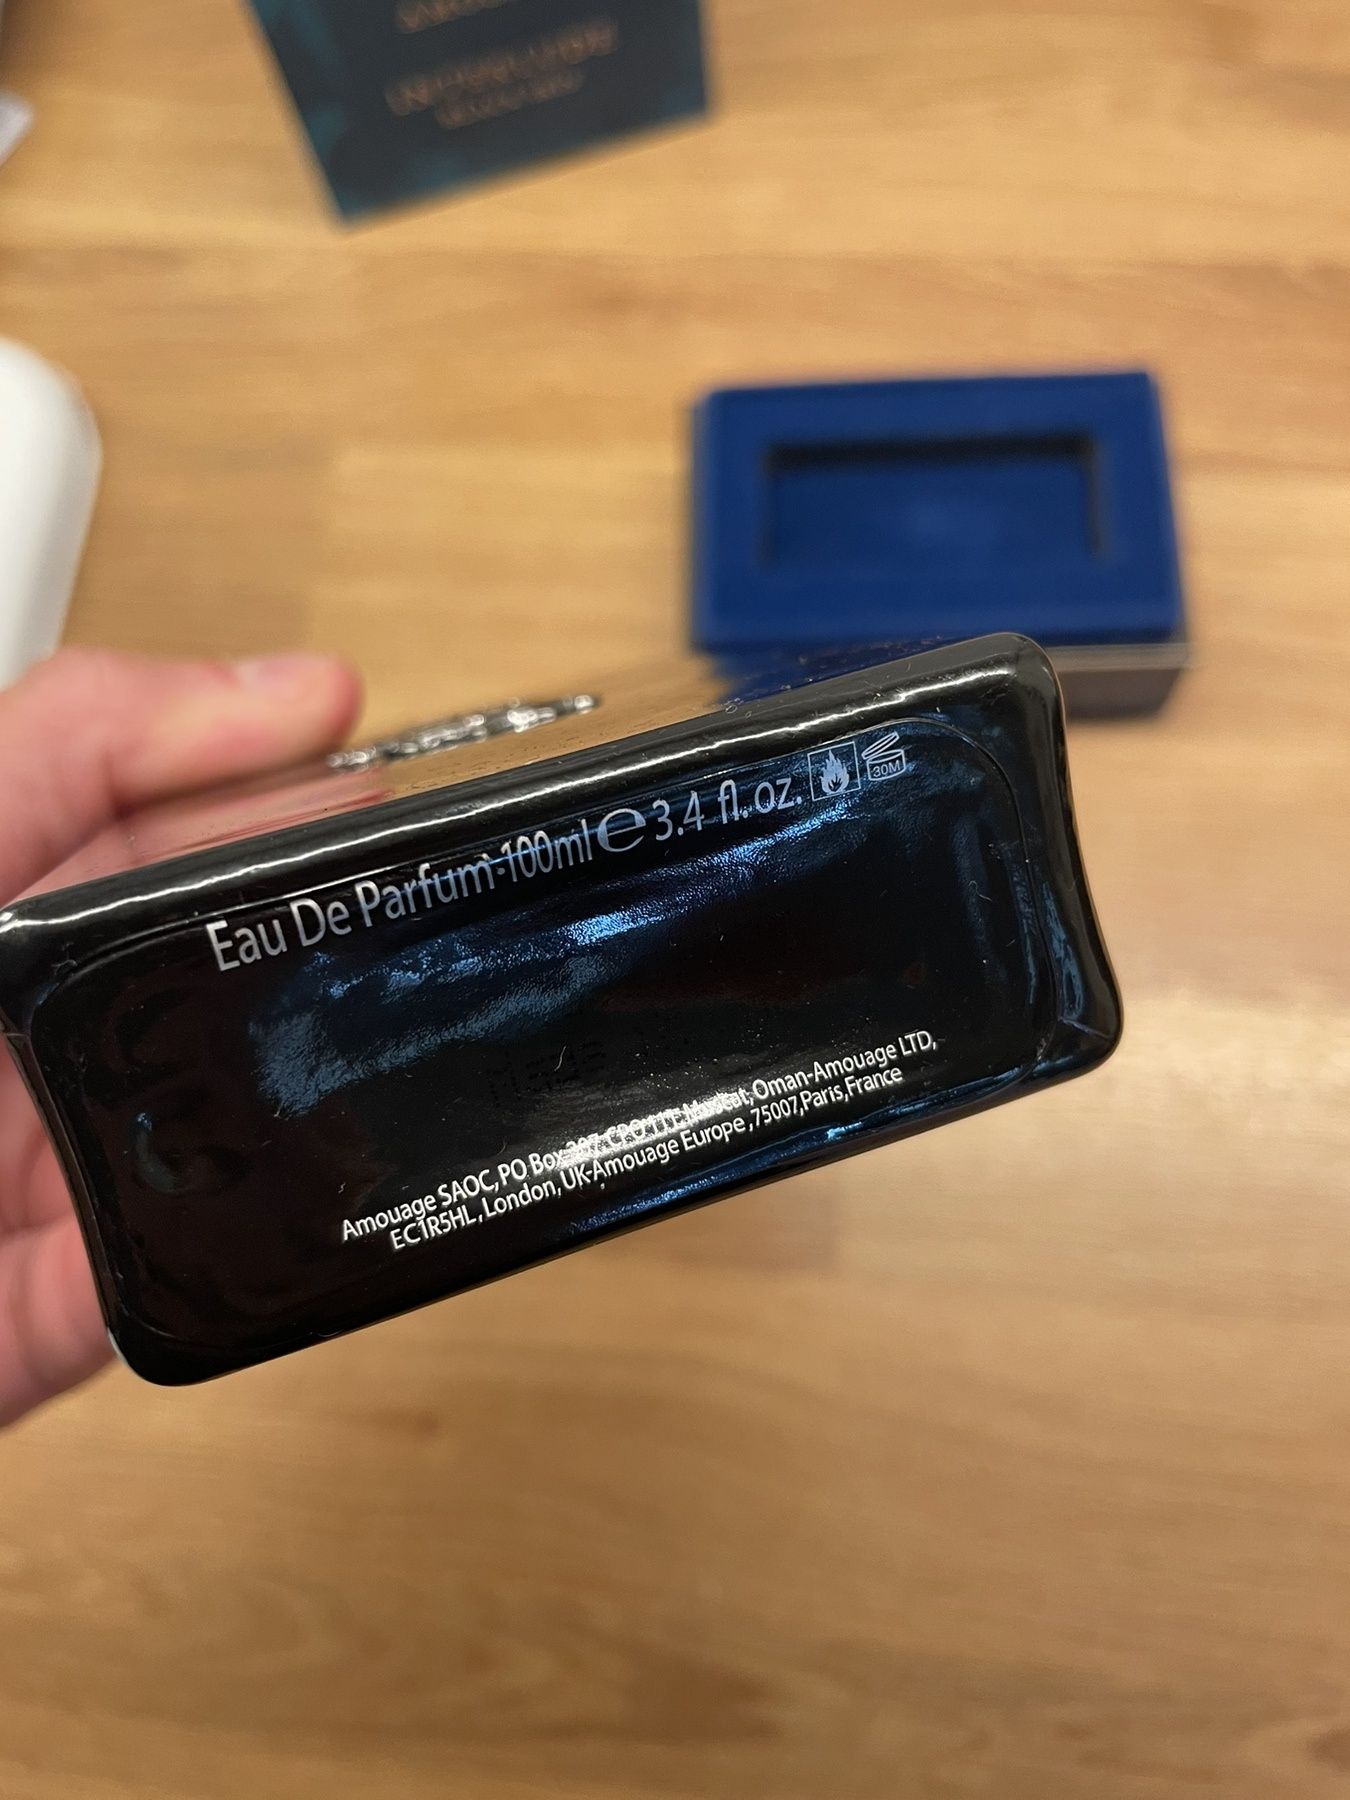 Eau De Parfum-100ml ℮ 3.4 fl. oz.
30M
Amouage SAOC, PO Box Muscat, Oman-Amouage LTD,
EC1R5HL, London, UK-Amouage Europe ,75007,Paris,France